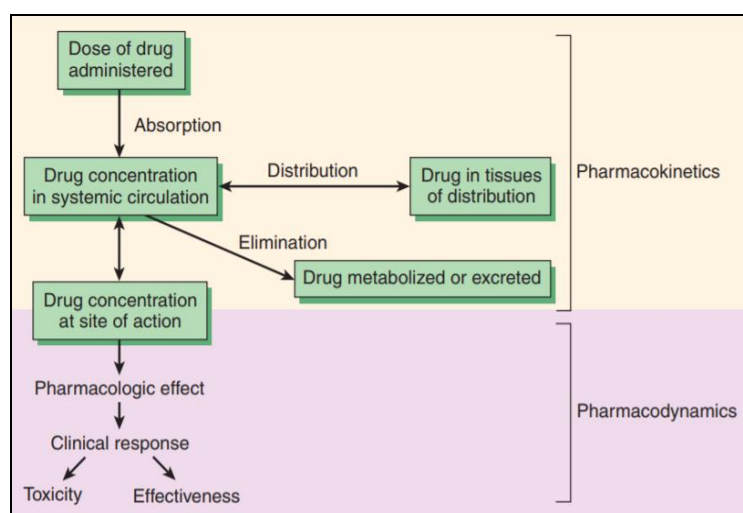 Dose of drug
administered
Absorption
Drug concentration
in systemic circulation
Distribution
Drug in tissues
of distribution
Pharmacokinetics
Elimination
Drug metabolized or excreted
Drug concentration
at site of action
Pharmacologic effect
Pharmacodynamics
Clinical response
Toxicity
Effectiveness